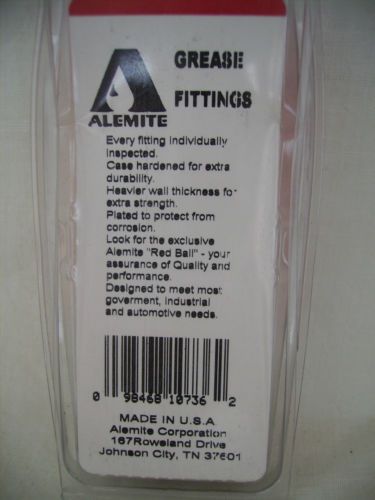 GREASE
FITTINGS
ALEMITE
Every fitting individually
inspected.
Case hardened for extra
durability.
Heavier wall thickness for
extra strength.
Plated to protect from
corrosion.
Look for the exclusive
Alemite "Red Ball" - your
assurance of Quality and
performance.
Designed to meet most
goverment, industrial
and automotive needs.
0 98468 10736 2
MADE IN U.S.A
Alemite Corporation
167Roweland Drive
Johnson City, TN 37601